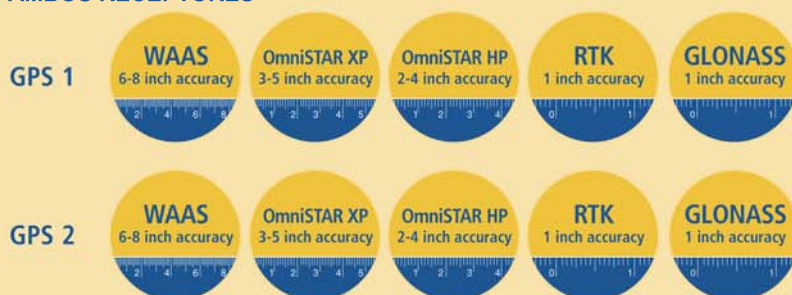 AMBOS RECEPTORES
GPS 1
WAAS
6-8 inch accuracy
2 4 6 8
OmniSTAR XP
3-5 inch accuracy
1 2 3 4 5
OmniSTAR HP
2-4 inch accuracy
1 2 3 4
RTK
1 inch accuracy
0 1
GLONASS
1 inch accuracy
0 1
GPS 2
WAAS
6-8 inch accuracy
2 4 6 8
OmniSTAR XP
3-5 inch accuracy
1 2 3 4 5
OmniSTAR HP
2-4 inch accuracy
1 2 3 4
RTK
1 inch accuracy
0 1
GLONASS
1 inch accuracy
0 1